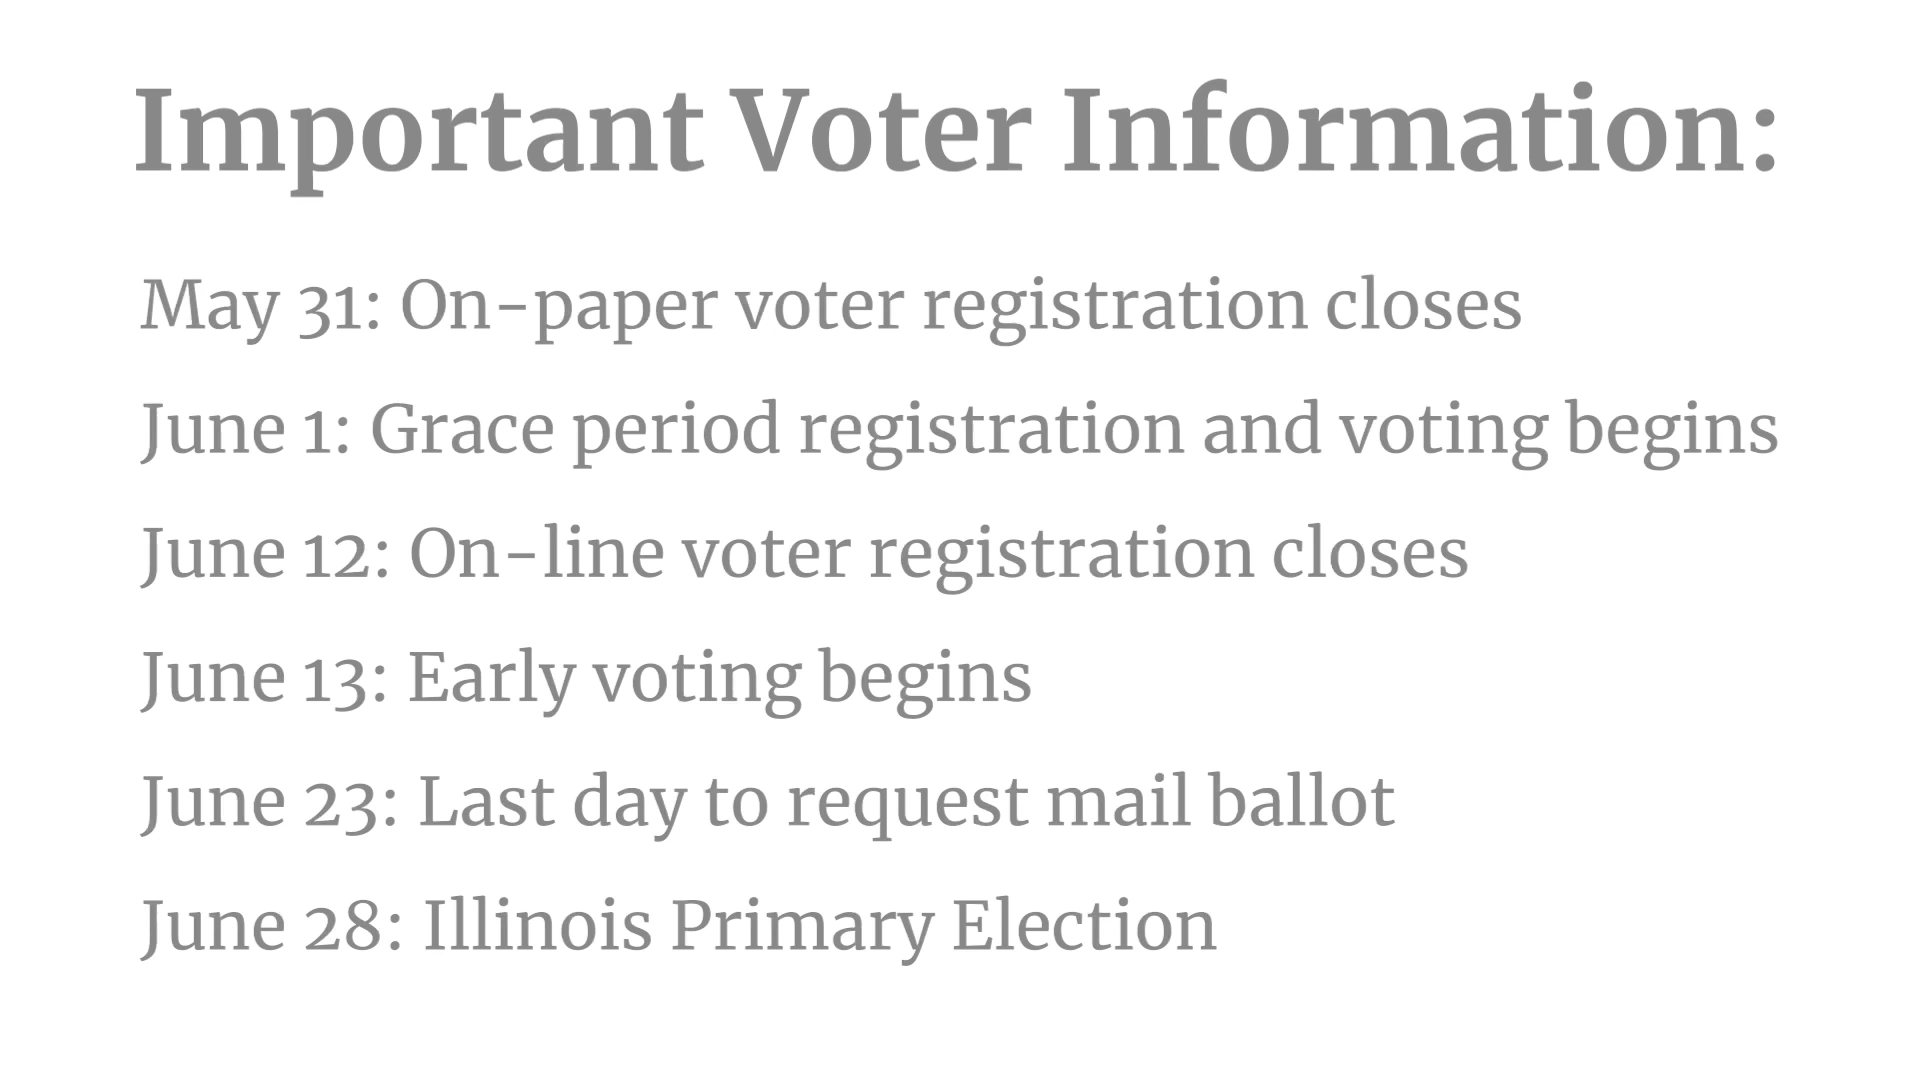 Important Voter Information:
May 31: On-paper voter registration closes
June 1: Grace period registration and voting begins
June 12: On-line voter registration closes
June 13: Early voting begins
June 23: Last day to request mail ballot
June 28: Illinois Primary Election